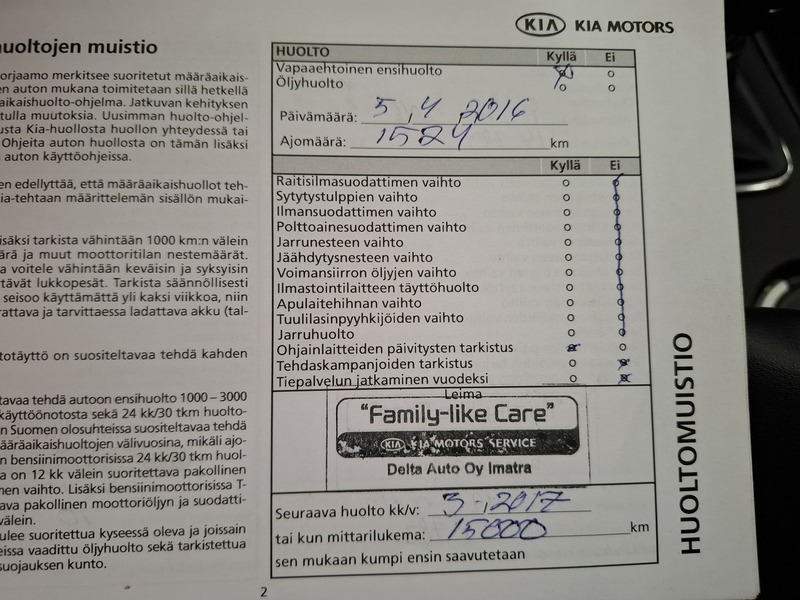 KIA KIA MOTORS
uoltojen muistio
orjaamo merkitsee suoritetut määräaikais-
en auton mukana toimitetaan sillä hetkellä
aikaishuolto-ohjelma. Jatkuvan kehityksen
tulla muutoksia. Uusimman huolto-ohjel-
usta Kia-huollosta huollon yhteydessä tai
Ohjeita auton huollosta on tämän lisäksi
auton käyttöohjeissa.
en edellyttää, että määräaikaishuollot teh-
ia-tehtaan määrittelemän sisällön mukai-
isäksi tarkista vähintään 1000 km:n välein
ärä ja muut moottoritilan nestemäärät.
a voitele vähintään keväisin ja syksyisin
tävät lukkopesät. Tarkista säännöllisesti
seisoo käyttämättä yli kaksi viikkoa, niin
rattava ja tarvittaessa ladattava akku (tal-
totäyttö on suositeltavaa tehdä kahden
tavaa tehdä autoon ensihuolto 1000 – 3000
käyttöönotosta sekä 24 kk/30 tkm huolto-
n Suomen olosuhteissa suositeltavaa tehdä
ääräaikaishuoltojen välivuosina, mikäli ajo-
n bensiinimoottorisissa 24 kk/30 tkm huol-
a on 12 kk välein suoritettava pakollinen
nen vaihto. Lisäksi bensiinimoottorisissa T-
ava pakollinen moottoriöljyn ja suodatti-
välein.
ulee suoritettua kyseessä oleva ja joissain
eissa vaadittu öljyhuolto sekä tarkistettua
suojauksen kunto.
HUOLTO Kyllä Ei
Vapaaehtoinen ensihuolto
Öljyhuolto
Päivämäärä: 5, 4, 2016
Ajomäärä: 1524 km
Kyllä Ei
Raitisilmasuodattimen vaihto
Sytytystulppien vaihto
Ilmansuodattimen vaihto
Polttoainesuodattimen vaihto
Jarrunesteen vaihto
Jäähdytysnesteen vaihto
Voimansiirron öljyjen vaihto
Ilmastointilaitteen täyttöhuolto
Apulaitehihnan vaihto
Tuulilasinpyyhkijöiden vaihto
Jarruhuolto
Ohjainlaitteiden päivitysten tarkistus
Tehdaskampanjoiden tarkistus
Tiepalvelun jatkaminen vuodeksi
Leima
"Family-like Care"
KIA KIA MOTORS SERVICE
Delta Auto Oy Imatra
Seuraava huolto kk/v: 3., 2017
tai kun mittarilukema: 15000 km
sen mukaan kumpi ensin saavutetaan
HUOLTOMUISTIO
2